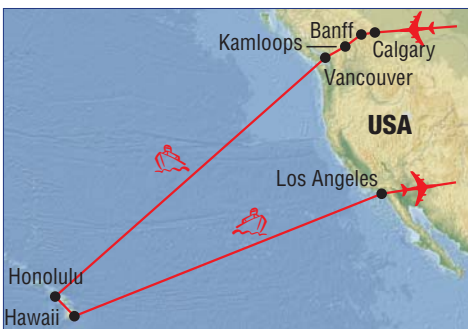 Banff
Kamloops
Calgary
Vancouver
USA
Los Angeles
Honolulu
Hawaii